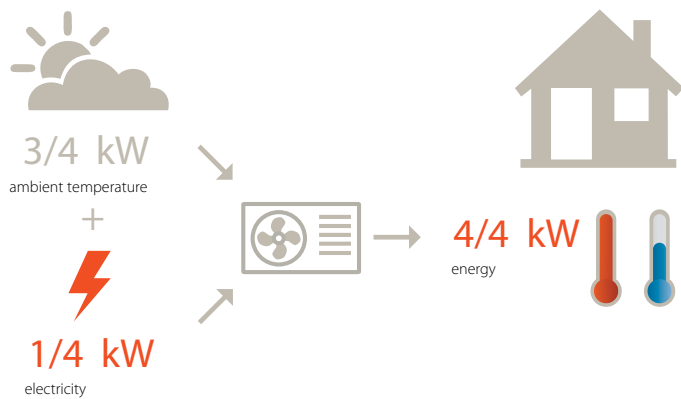 3/4 kW
ambient temperature
+
1/4 kW
electricity
4/4 kW
energy